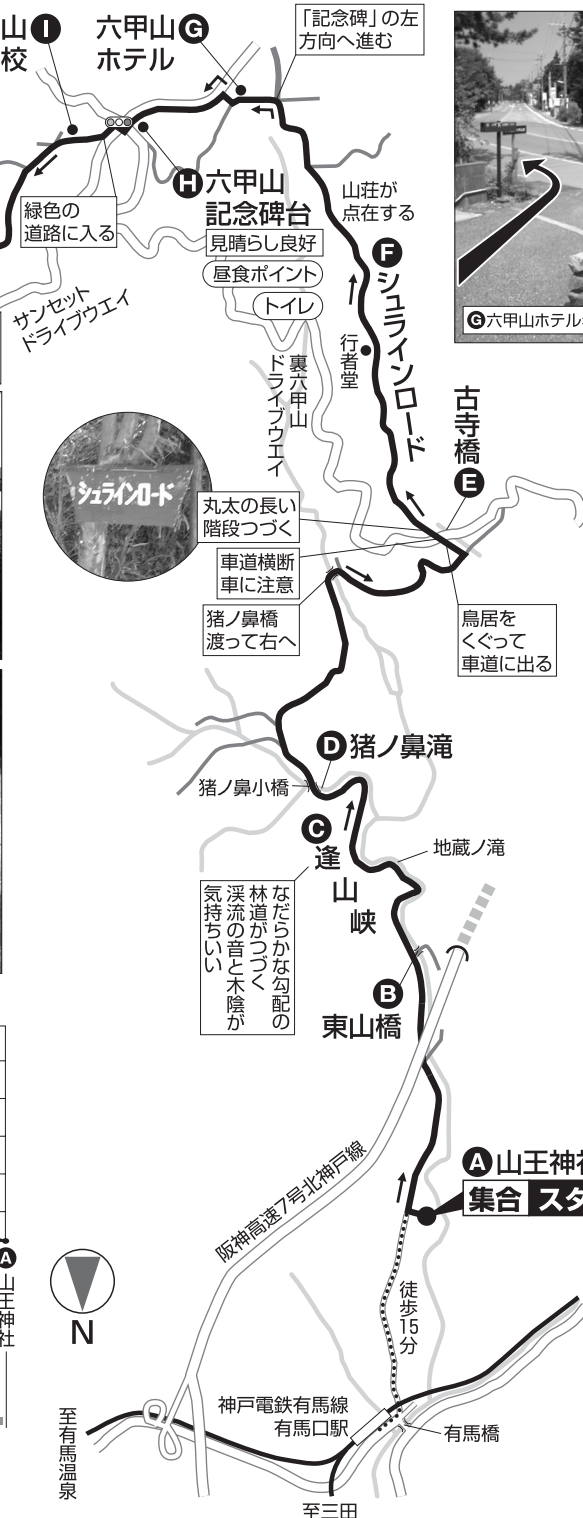 山 I
校
六甲山 G
ホテル
「記念碑」の左
方向へ進む
H 六甲山
記念碑台
見晴らし良好
昼食ポイント
トイレ
緑色の
道路に入る
山荘が
点在する
F シュラインロード
サンセット
ドライブウエイ
G 六甲山ホテル
行者堂
裏六甲山
ドライブウエイ
古寺橋
E
シュラインロード
丸太の長い
階段つづく
車道横断
車に注意
猪ノ鼻橋
渡って右へ
鳥居を
くぐって
車道に出る
D 猪ノ鼻滝
猪ノ鼻小橋
C 逢山峡
地蔵ノ滝
なだらかな勾配の
林道がつづく
渓流の音と木陰が
気持ちいい
B
東山橋
阪神高速7号北神戸線
A 山王神社
集合 スタ
A 山王神社
N
徒歩15分
神戸電鉄有馬線
有馬口駅
有馬橋
至有馬温泉
至三田